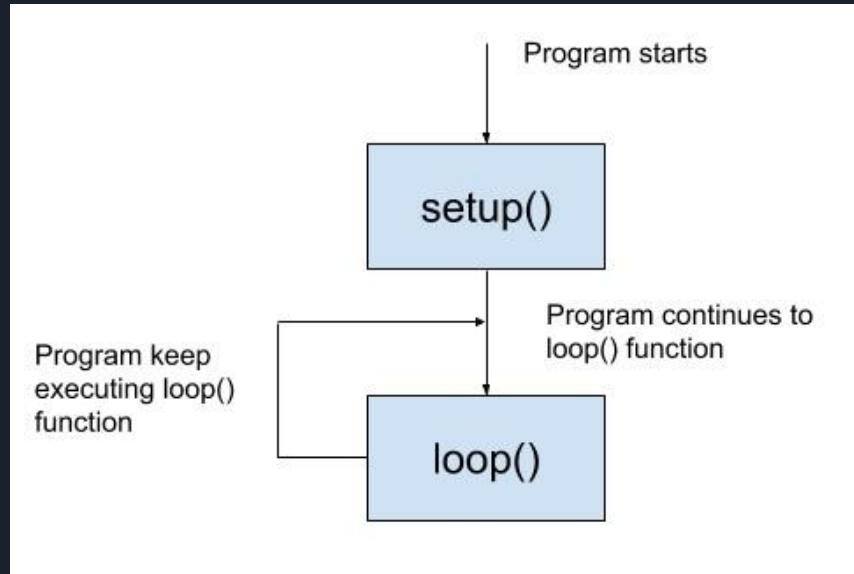 Program starts
setup()
Program continues to
loop() function
Program keep
executing loop()
function
loop()